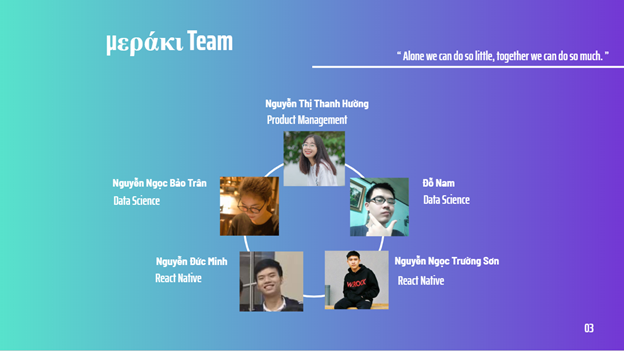 μεράκι Team
“ Alone we can do so little, together we can do so much. ”
Nguyễn Thị Thanh Hường
Product Management
Nguyễn Ngọc Bảo Trân
Data Science
Đỗ Nam
Data Science
Nguyễn Đức Minh
React Native
Nguyễn Ngọc Trường Sơn
React Native
03